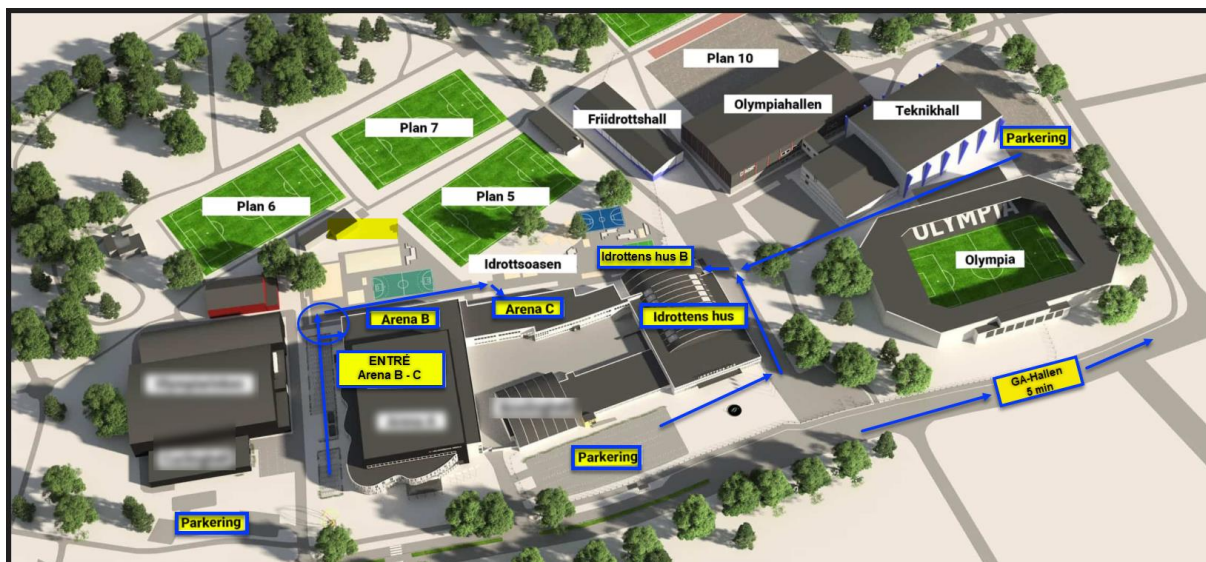 Plan 10
Olympiahallen
Teknikhall
Friidrottshall
Parkering
Plan 7
Plan 5
Plan 6
OLYMPIA
Olympia
Idrottsoasen
Idrottens hus B
Arena B
Arena C
Idrottens hus
ENTRÉ
Arena B - C
GA-Hallen
5 min
Parkering
Parkering